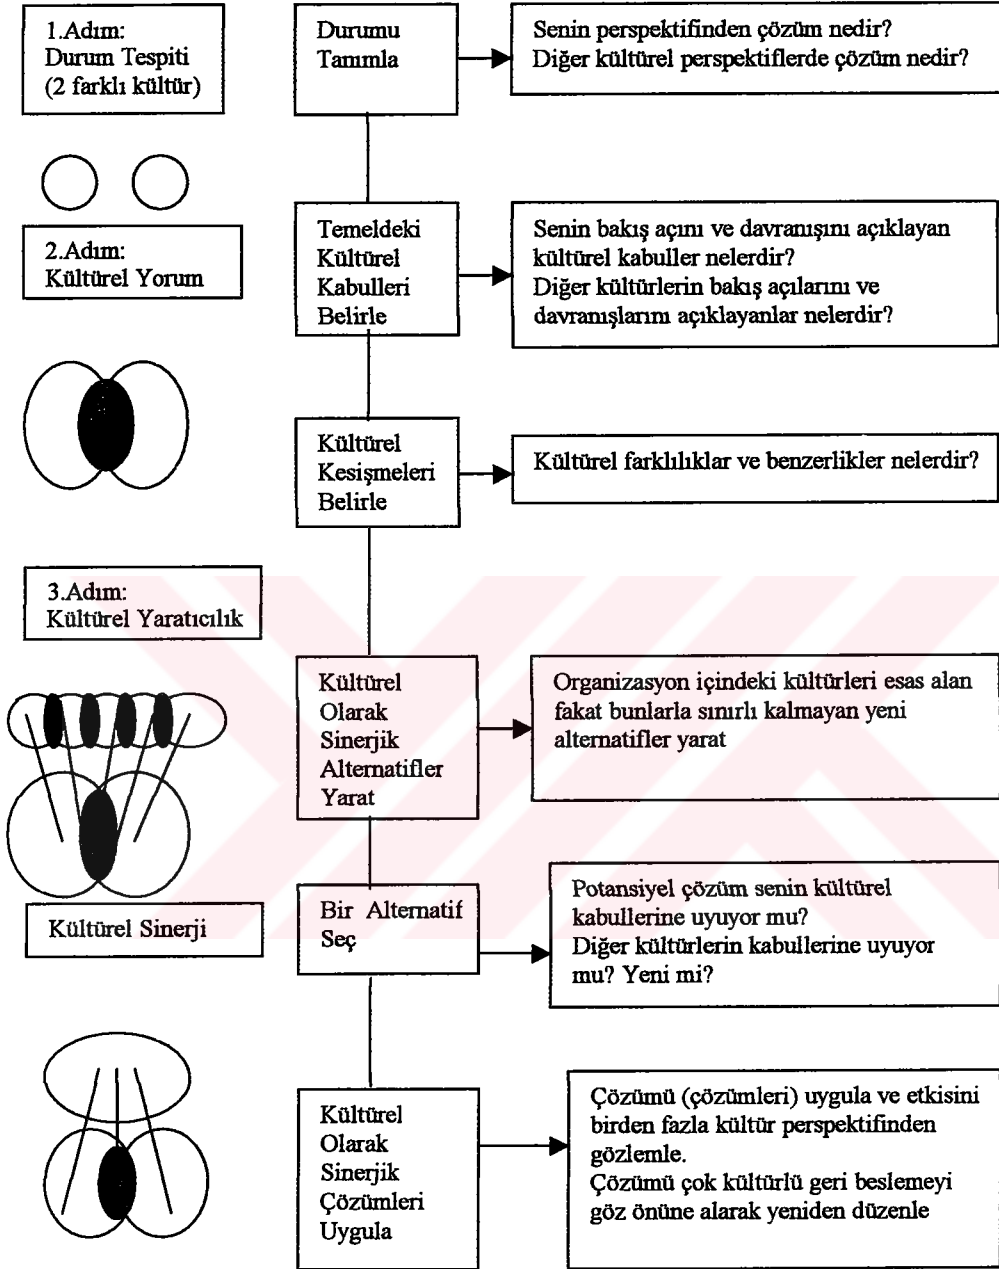 1.Adım:
Durum Tespiti
(2 farklı kültür)
Durumu
Tanımla
Senin perspektifinden çözüm nedir?
Diğer kültürel perspektiflerde çözüm nedir?
2.Adım:
Kültürel Yorum
Temeldeki
Kültürel
Kabulleri
Belirle
Senin bakış açını ve davranışını açıklayan
kültürel kabuller nelerdir?
Diğer kültürlerin bakış açılarını ve
davranışlarını açıklayanlar nelerdir?
Kültürel
Kesişmeleri
Belirle
Kültürel farklılıklar ve benzerlikler nelerdir?
3.Adım:
Kültürel Yaratıcılık
Kültürel
Olarak
Sinerjik
Alternatifler
Yarat
Organizasyon içindeki kültürleri esas alan
fakat bunlarla sınırlı kalmayan yeni
alternatifler yarat
Kültürel Sinerji
Bir Alternatif
Seç
Potansiyel çözüm senin kültürel
kabullerine uyuyor mu?
Diğer kültürlerin kabullerine uyuyor
mu? Yeni mi?
Kültürel
Olarak
Sinerjik
Çözümleri
Uygula
Çözümü (çözümleri) uygula ve etkisini
birden fazla kültür perspektifinden
gözlemle.
Çözümü çok kültürlü geri beslemeyi
göz önüne alarak yeniden düzenle